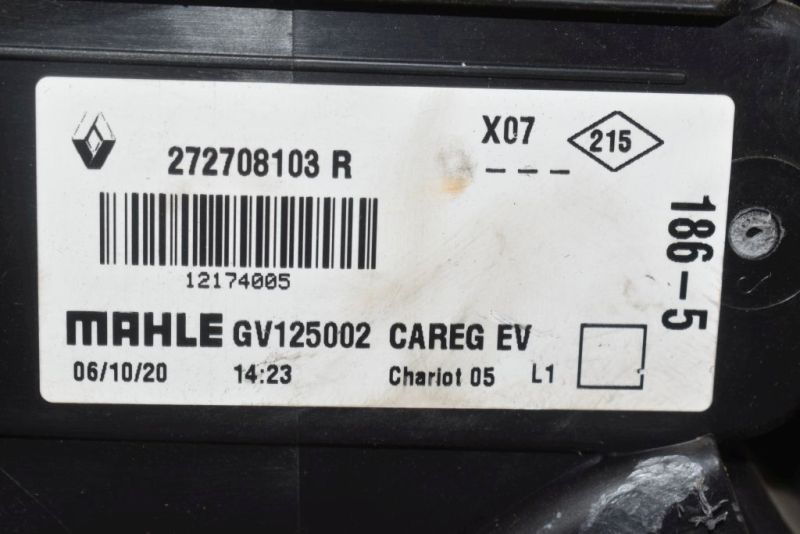 272708103 R
X07
215
12174005
186-5
MAHLE GV125002 CAREG EV
06/10/20 14:23 Chariot 05 L1